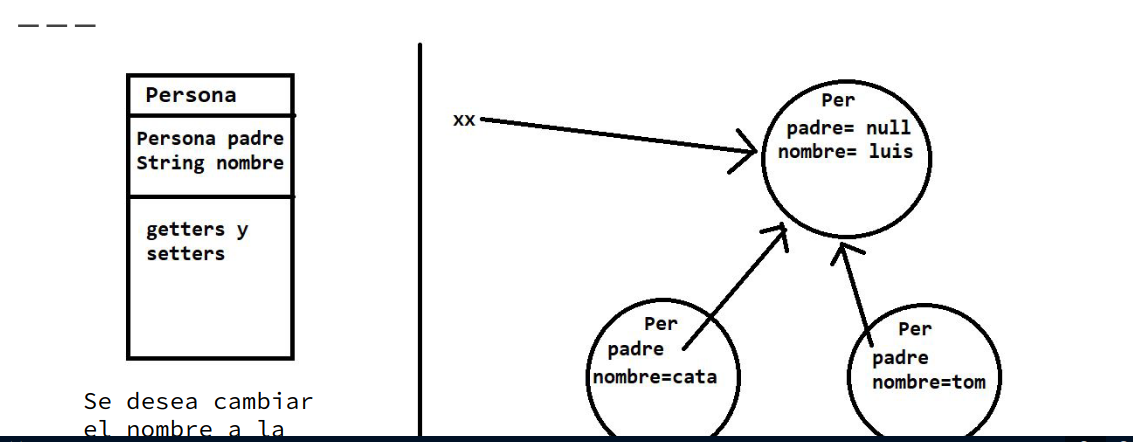 Persona
Persona padre
String nombre
getters y
setters
Se desea cambiar
el nombre a la
xx
Per
padre= null
nombre= luis
Per
padre
nombre=cata
Per
padre
nombre=tom